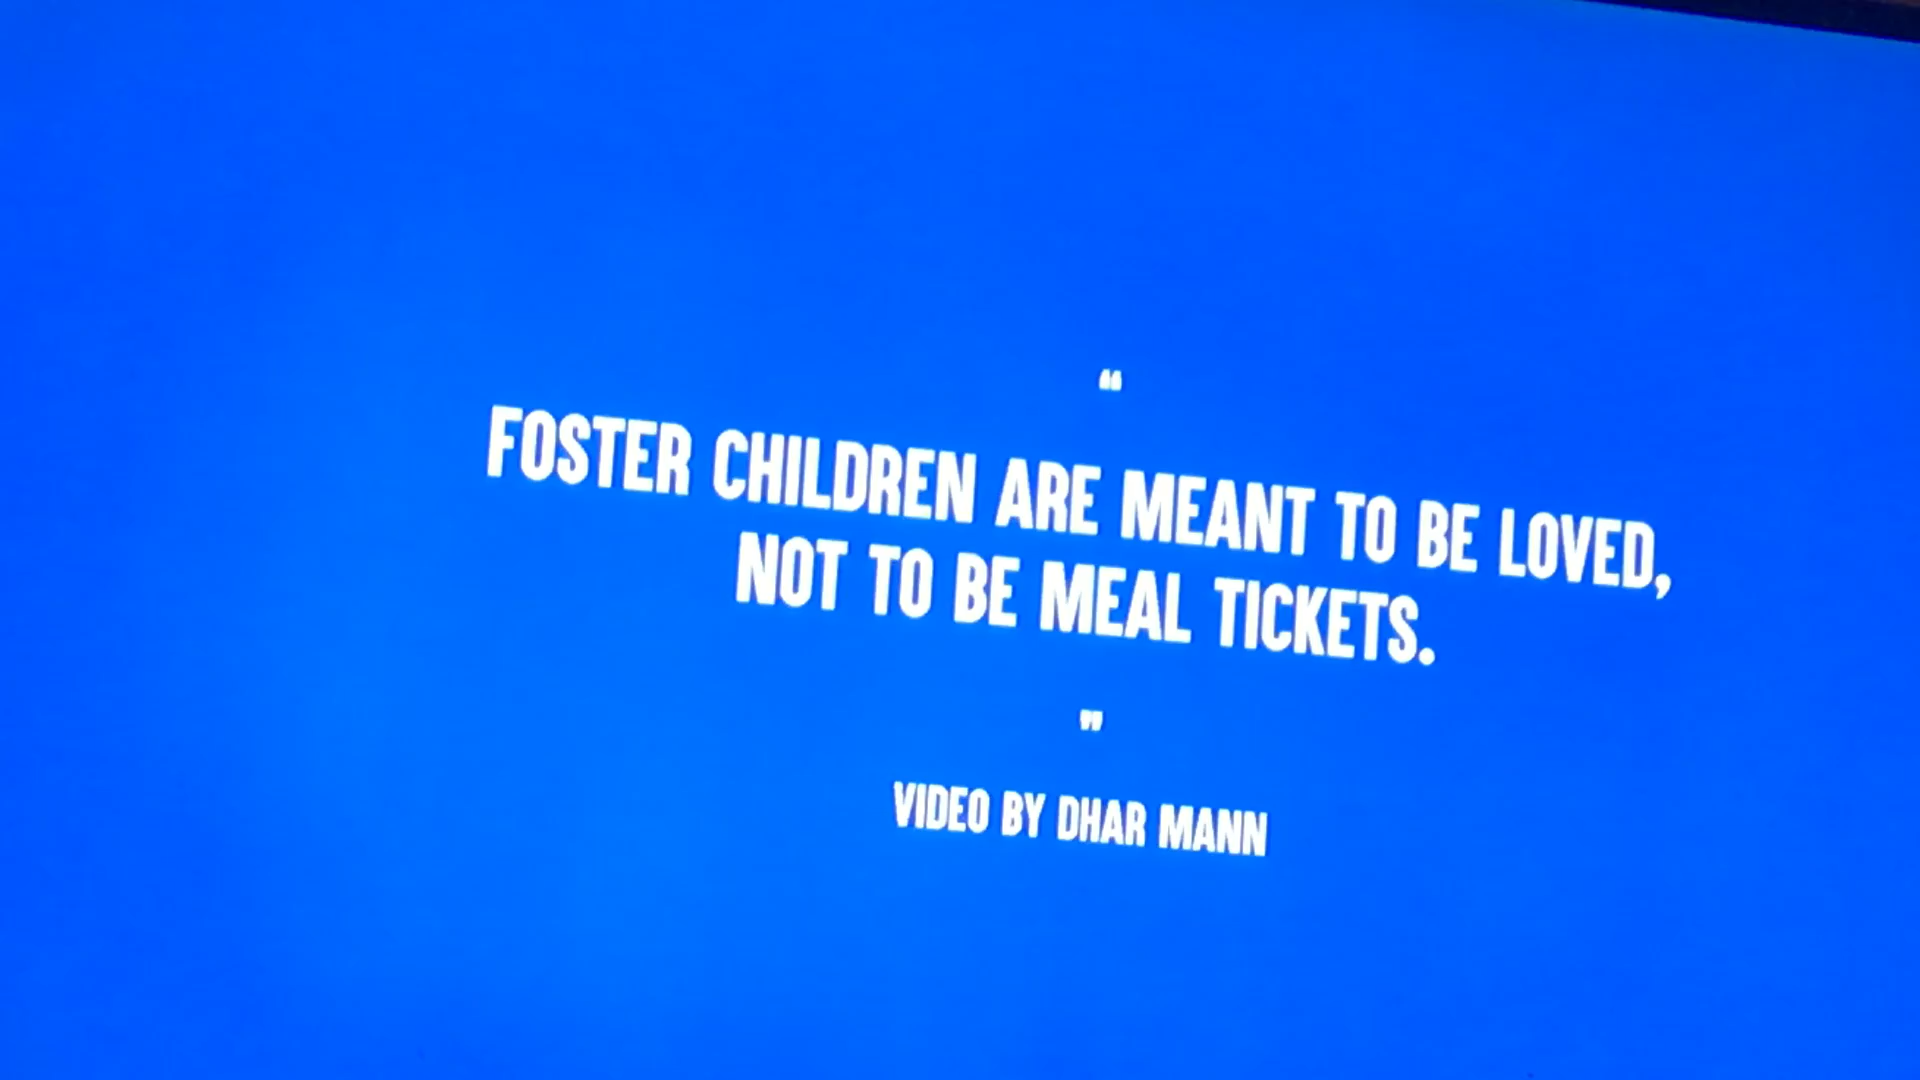 “
FOSTER CHILDREN ARE MEANT TO BE LOVED,
NOT TO BE MEAL TICKETS.
”
VIDEO BY DHAR MANN